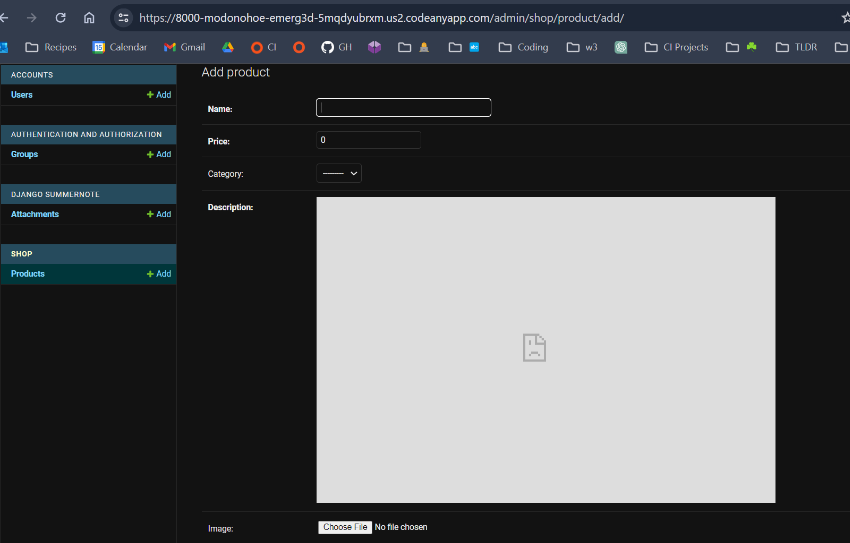 https://8000-modonohoe-emerg3d-5mqdyubrxm.us2.codeanyapp.com/admin/shop/product/add/
Recipes Calendar Gmail CI GH abc Coding w3 CI Projects TLDR
Add product
ACCOUNTS
Users Add
AUTHENTICATION AND AUTHORIZATION
Groups Add
DJANGO SUMMERNOTE
Attachments Add
SHOP
Products Add
Name:
Price: 0
Category: ------
Description:
Image: Choose File No file chosen